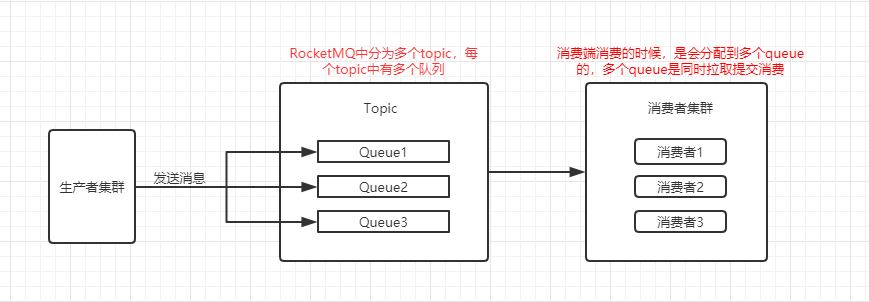 RocketMQ中分为多个topic，每
个topic中有多个队列
消费端消费的时候，是会分配到多个queue
的，多个queue是同时拉取提交消费
Topic
消费者集群
Queue1
消费者1
生产者集群
发送消息
Queue2
消费者2
Queue3
消费者3